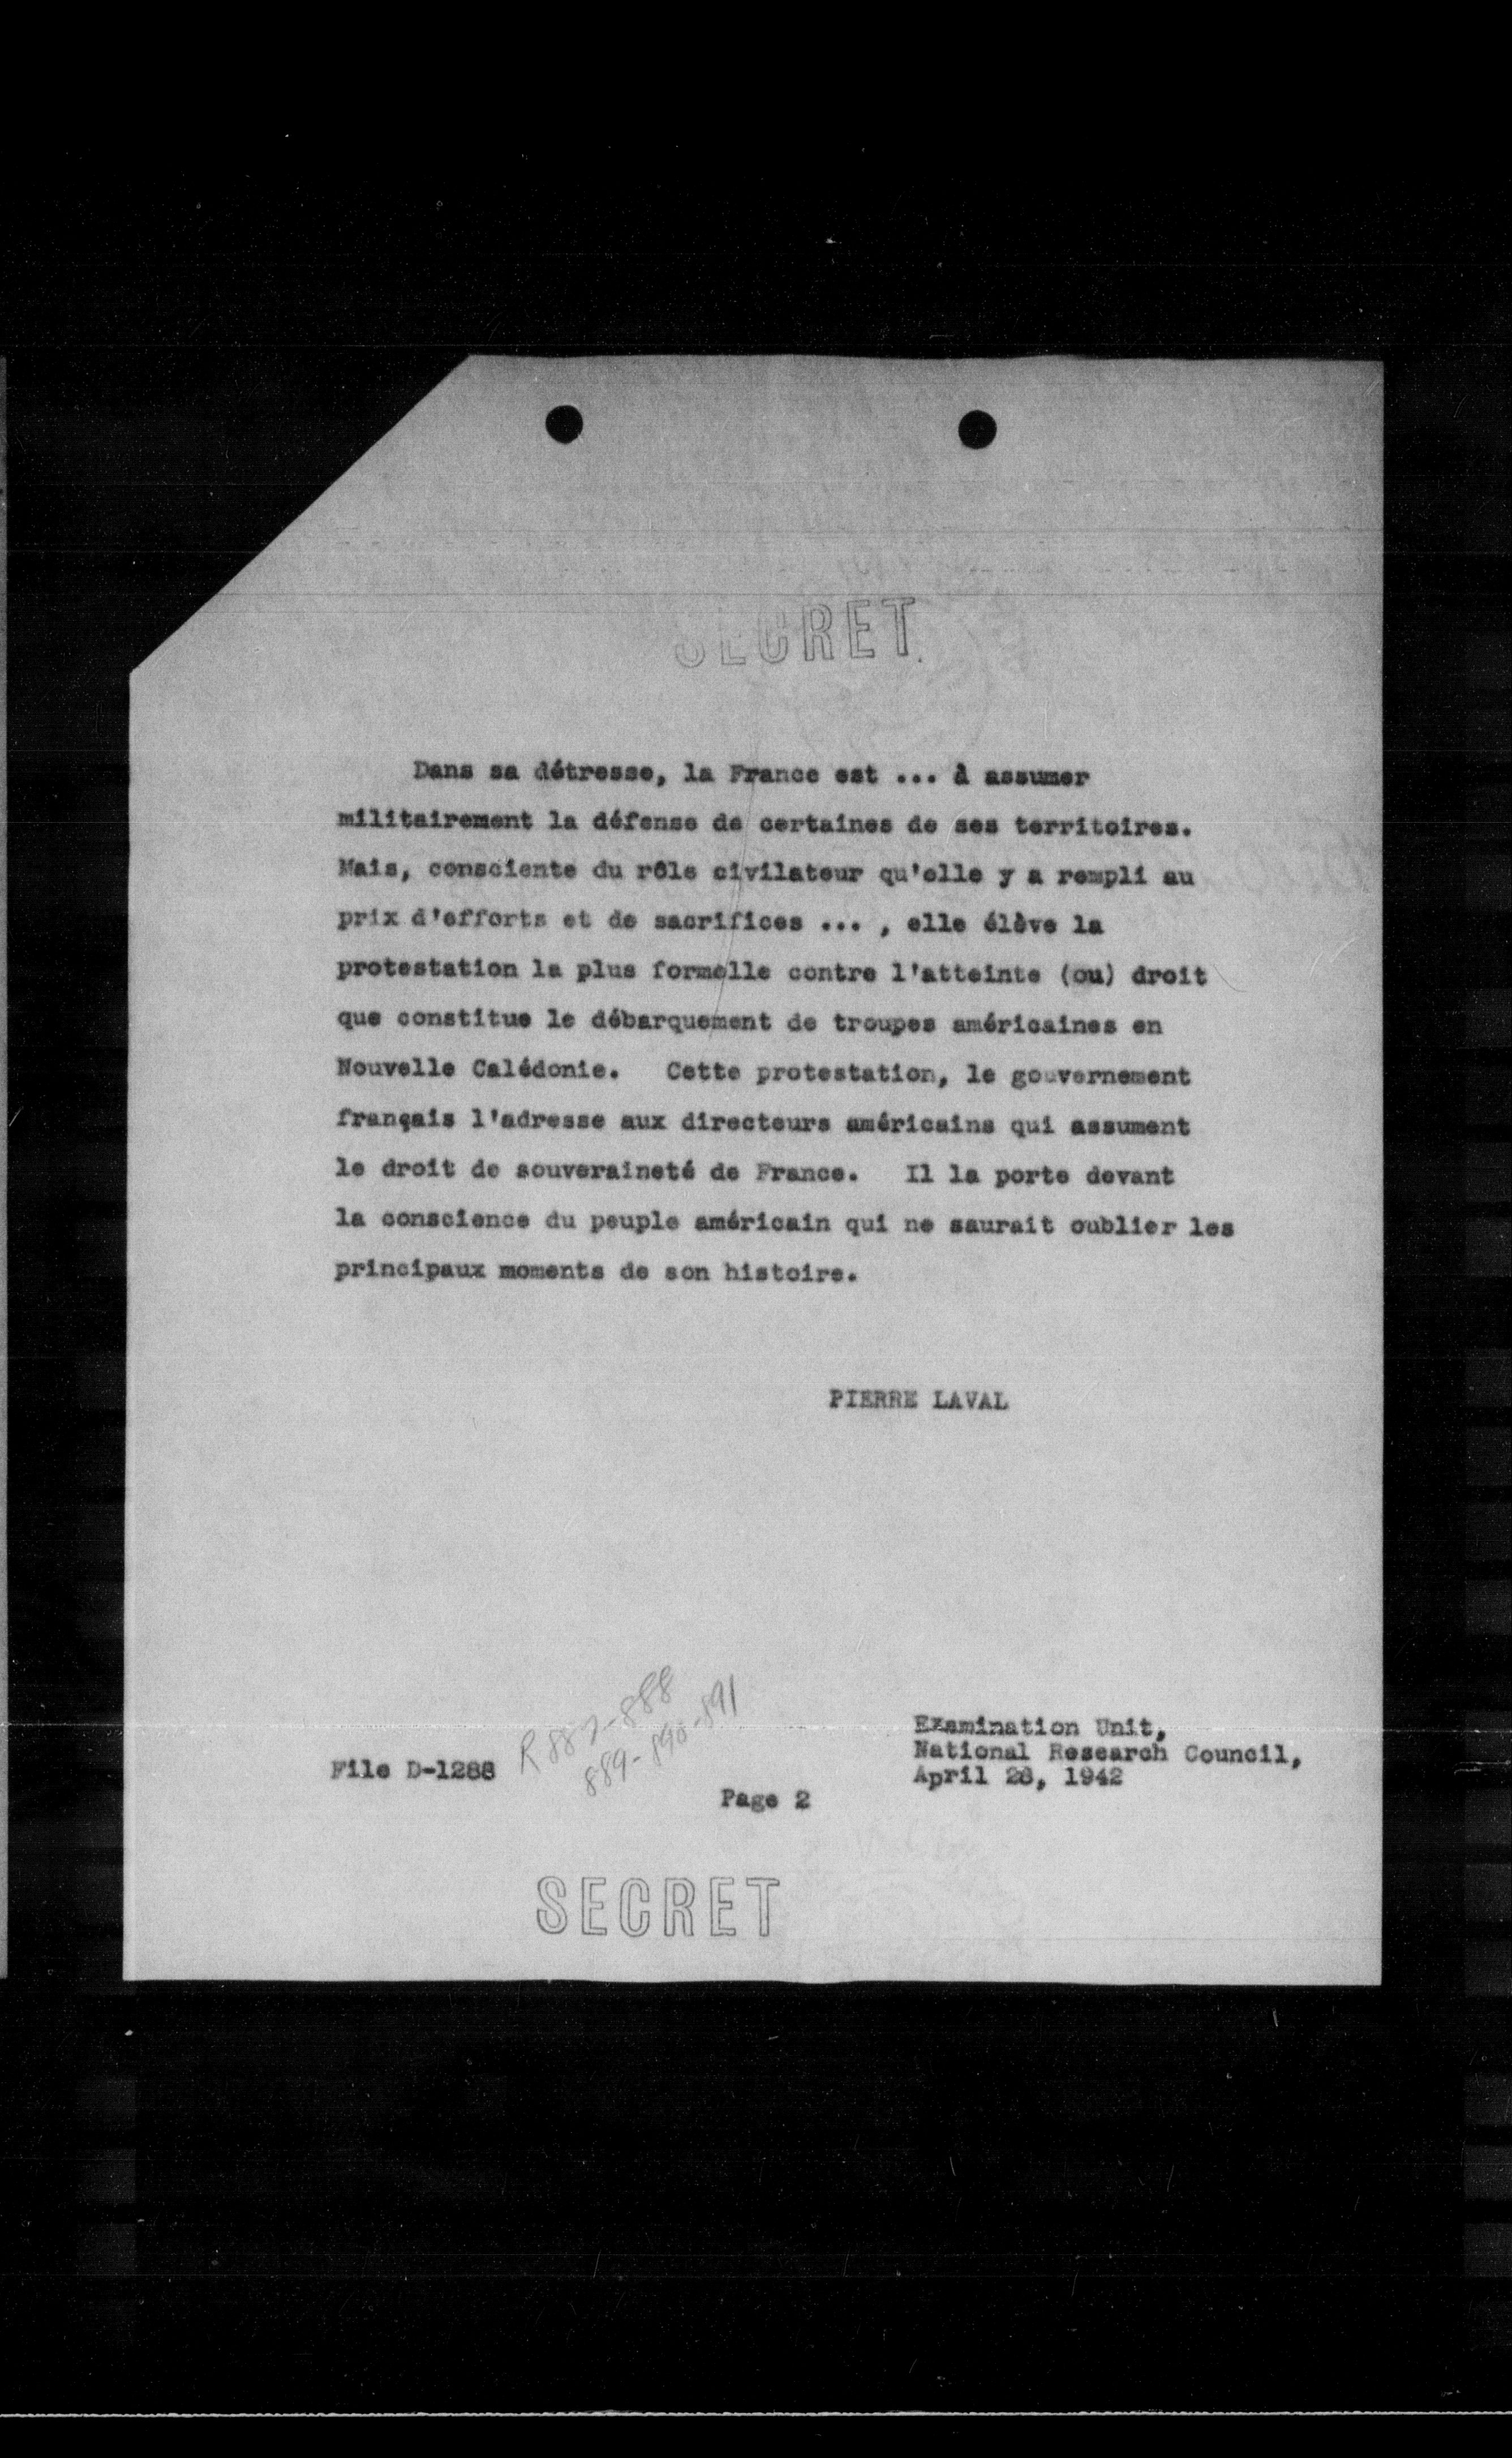 SECRET
Dans sa détresse, la France est ... à assumer
militairement la défense de certaines de ses territoires.
Mais, consciente du rôle civilateur qu'elle y a rempli au
prix d'efforts et de sacrifices ... , elle élève la
protestation la plus formelle contre l'atteinte (ou) droit
que constitue le débarquement de troupes américaines en
Nouvelle Calédonie. Cette protestation, le gouvernement
français l'adresse aux directeurs américains qui assument
le droit de souveraineté de France. Il la porte devant
la conscience du peuple américain qui ne saurait oublier les
principaux moments de son histoire.
PIERRE LAVAL
R 887-888
889-890-891
Examination Unit,
National Research Council,
April 28, 1942
File D-1288
Page 2
SECRET